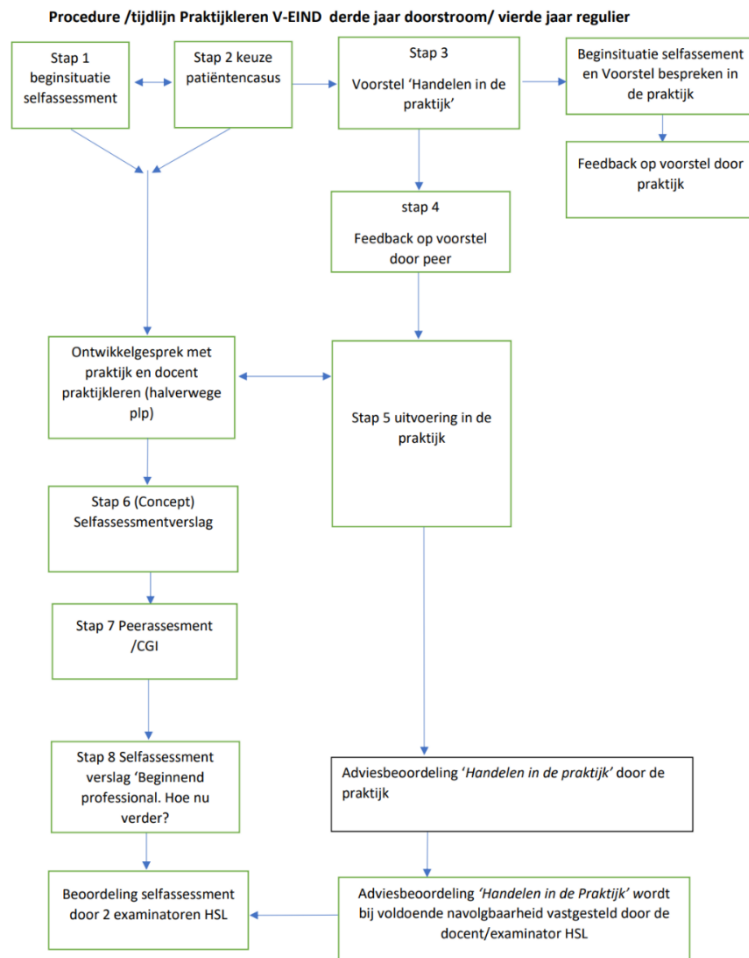 Procedure /tijdlijn Praktijkleren V-EIND derde jaar doorstroom/ vierde jaar regulier
Stap 1
beginsituatie
selfassessment
Stap 2 keuze
patiëntencasus
Stap 3
Voorstel ‘Handelen in de
praktijk’
Beginsituatie selfassement
en Voorstel bespreken in
de praktijk
Feedback op voorstel door
praktijk
stap 4
Feedback op voorstel
door peer
Ontwikkelgesprek met
praktijk en docent
praktijkleren (halverwege
plp)
Stap 5 uitvoering in de
praktijk
Stap 6 (Concept)
Selfassessmentverslag
Stap 7 Peerassesment
/CGI
Stap 8 Selfassessment
verslag ‘Beginnend
professional. Hoe nu
verder?
Adviesbeoordeling ‘Handelen in de praktijk’ door de
praktijk
Beoordeling selfassessment
door 2 examinatoren HSL
Adviesbeoordeling ‘Handelen in de Praktijk’ wordt
bij voldoende navolgbaarheid vastgesteld door de
docent/examinator HSL